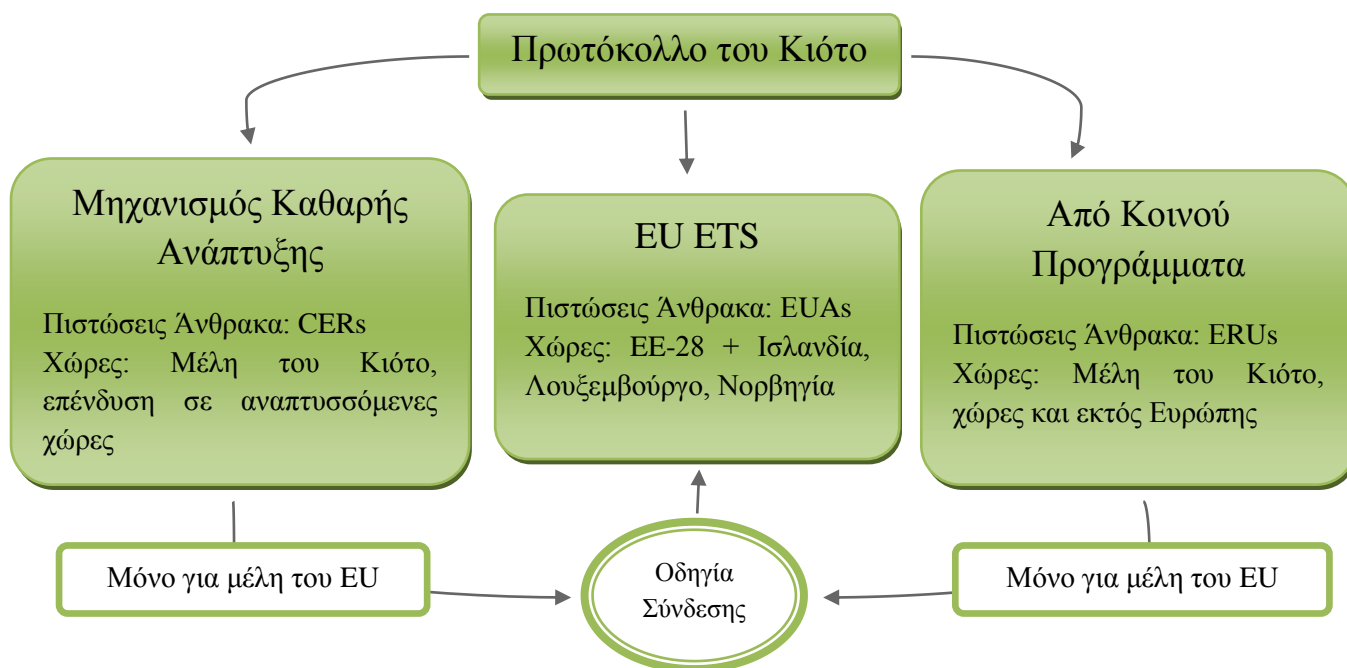 Πρωτόκολλο του Κιότο
Μηχανισμός Καθαρής
Ανάπτυξης
Πιστώσεις Άνθρακα: CERs
Χώρες: Μέλη του Κιότο,
επένδυση σε αναπτυσσόμενες
χώρες
EU ETS
Πιστώσεις Άνθρακα: EUAs
Χώρες: ΕΕ-28 + Ισλανδία,
Λουξεμβούργο, Νορβηγία
Από Κοινού
Προγράμματα
Πιστώσεις Άνθρακα: ERUs
Χώρες: Μέλη του Κιότο,
χώρες και εκτός Ευρώπης
Μόνο για μέλη του EU
Οδηγία
Σύνδεσης
Μόνο για μέλη του EU